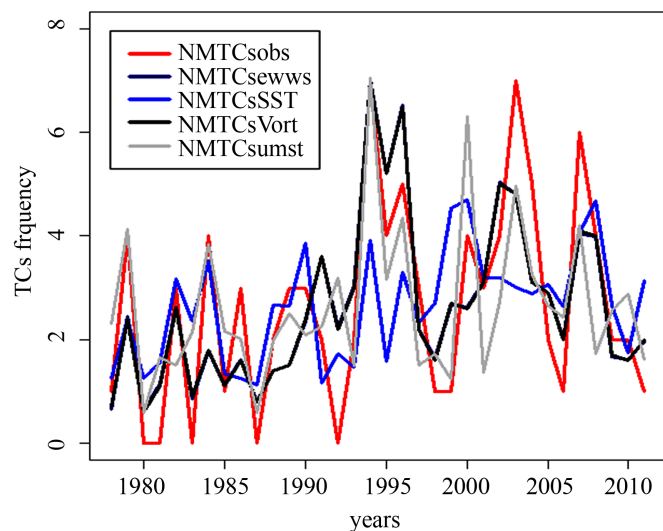 NMTCsobs
NMTCsewws
NMTCsSST
NMTCsVort
NMTCsumst
TCs frquency
8
6
4
2
0
1980 1985 1990 1995 2000 2005 2010
years